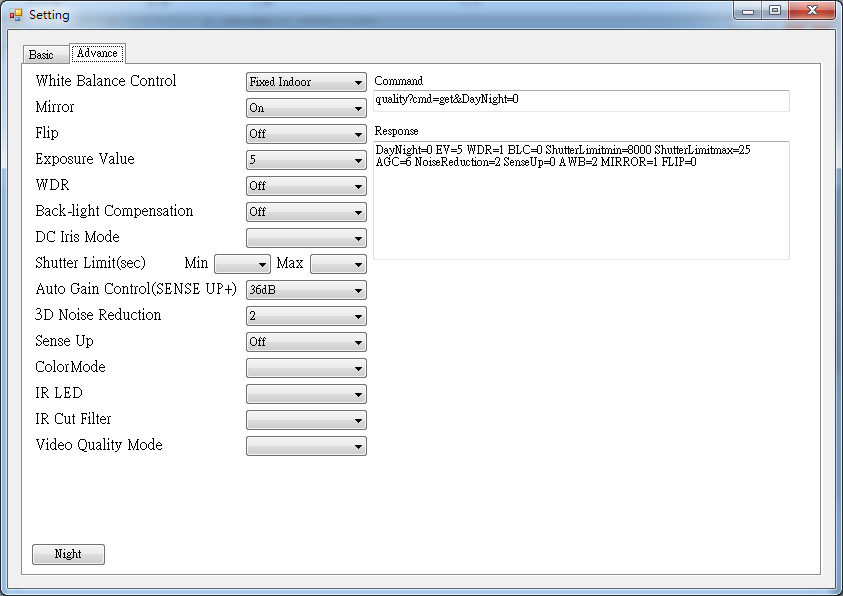 Setting
Basic
Advance
White Balance Control Fixed Indoor
Mirror On
Flip Off
Exposure Value 5
WDR Off
Back-light Compensation Off
DC Iris Mode
Shutter Limit(sec) Min Max
Auto Gain Control(SENSE UP+) 36dB
3D Noise Reduction 2
Sense Up Off
ColorMode
IR LED
IR Cut Filter
Video Quality Mode
Command
quality?cmd=get&DayNight=0
Response
DayNight=0 EV=5 WDR=1 BLC=0 ShutterLimitmin=8000 ShutterLimitmax=25
AGC=6 NoiseReduction=2 SenseUp=0 AWB=2 MIRROR=1 FLIP=0
Night